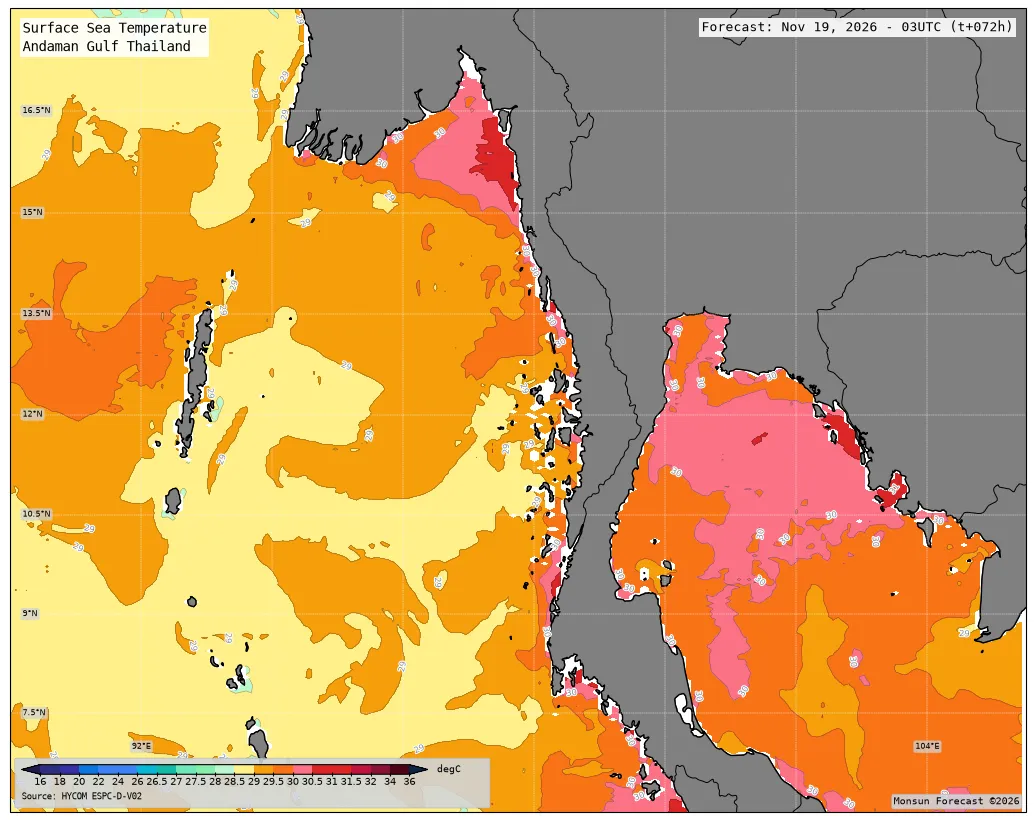 Surface Sea Temperature
Andaman Gulf Thailand
Forecast: Nov 19, 2026 - 03UTC (t+072h)
16.5°N
15°N
13.5°N
12°N
10.5°N
9°N
7.5°N
92°E
104°E
degC
16 18 20 22 24 26 26.5 27 27.5 28 28.5 29 29.5 30 30.5 31 31.5 32 34 36
Source: HYCOM ESPC-D-V02
Monsun Forecast ©2026